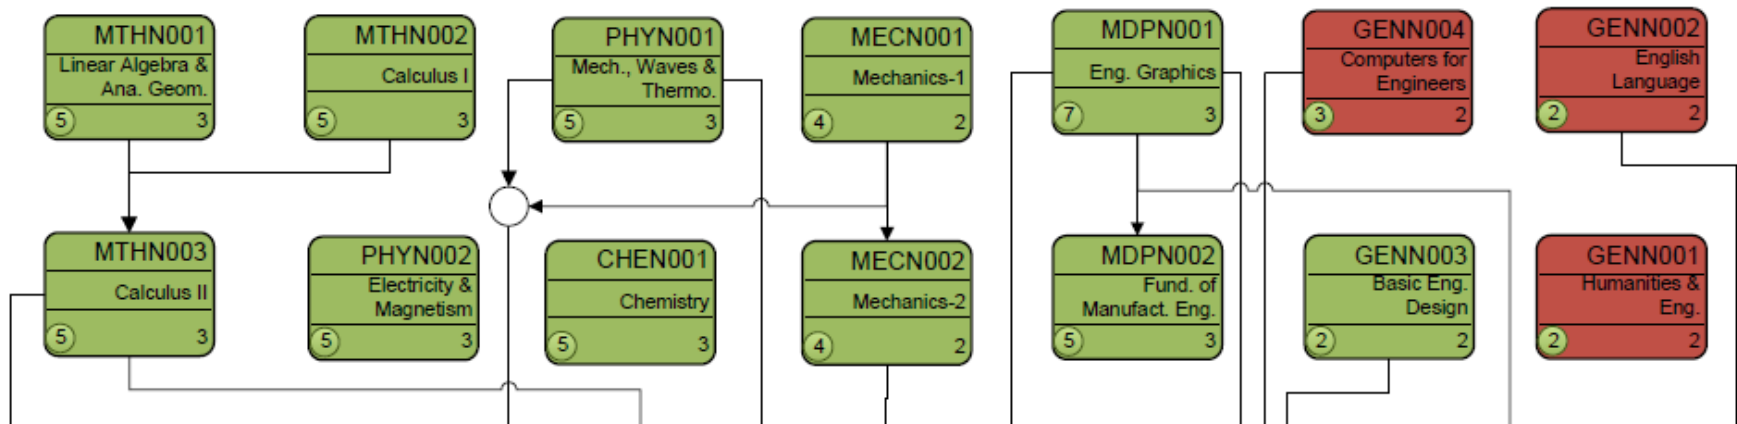 MTHN001
Linear Algebra &
Ana. Geom.
5 3
MTHN002
Calculus I
5 3
PHYN001
Mech., Waves &
Thermo.
5 3
MECN001
Mechanics-1
4 2
MDPN001
Eng. Graphics
7 3
GENN004
Computers for
Engineers
3 2
GENN002
English
Language
2 2
MTHN003
Calculus II
5 3
PHYN002
Electricity &
Magnetism
5 3
CHEN001
Chemistry
5 3
MECN002
Mechanics-2
4 2
MDPN002
Fund. of
Manufact. Eng.
5 3
GENN003
Basic Eng.
Design
2 2
GENN001
Humanities &
Eng.
2 2